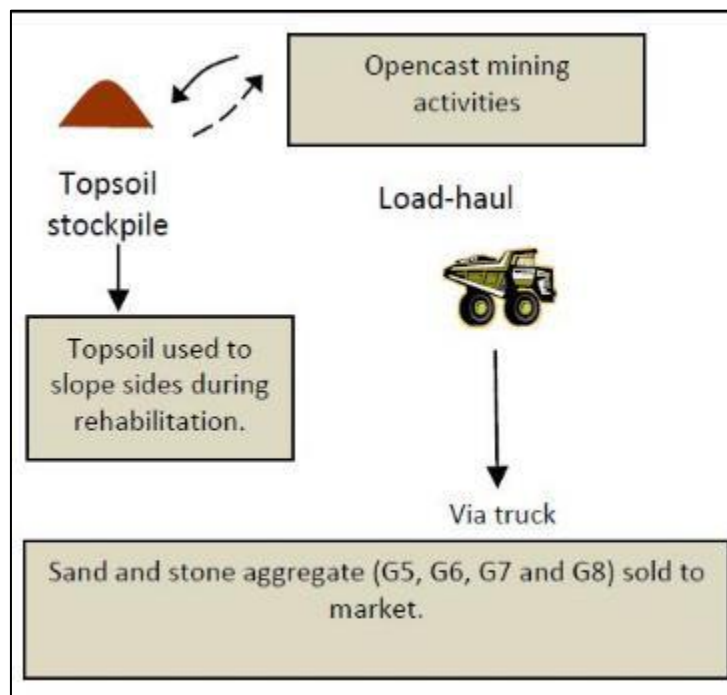 Opencast mining
activities
Topsoil
stockpile
Load-haul
Topsoil used to
slope sides during
rehabilitation.
Via truck
Sand and stone aggregate (G5, G6, G7 and G8) sold to
market.